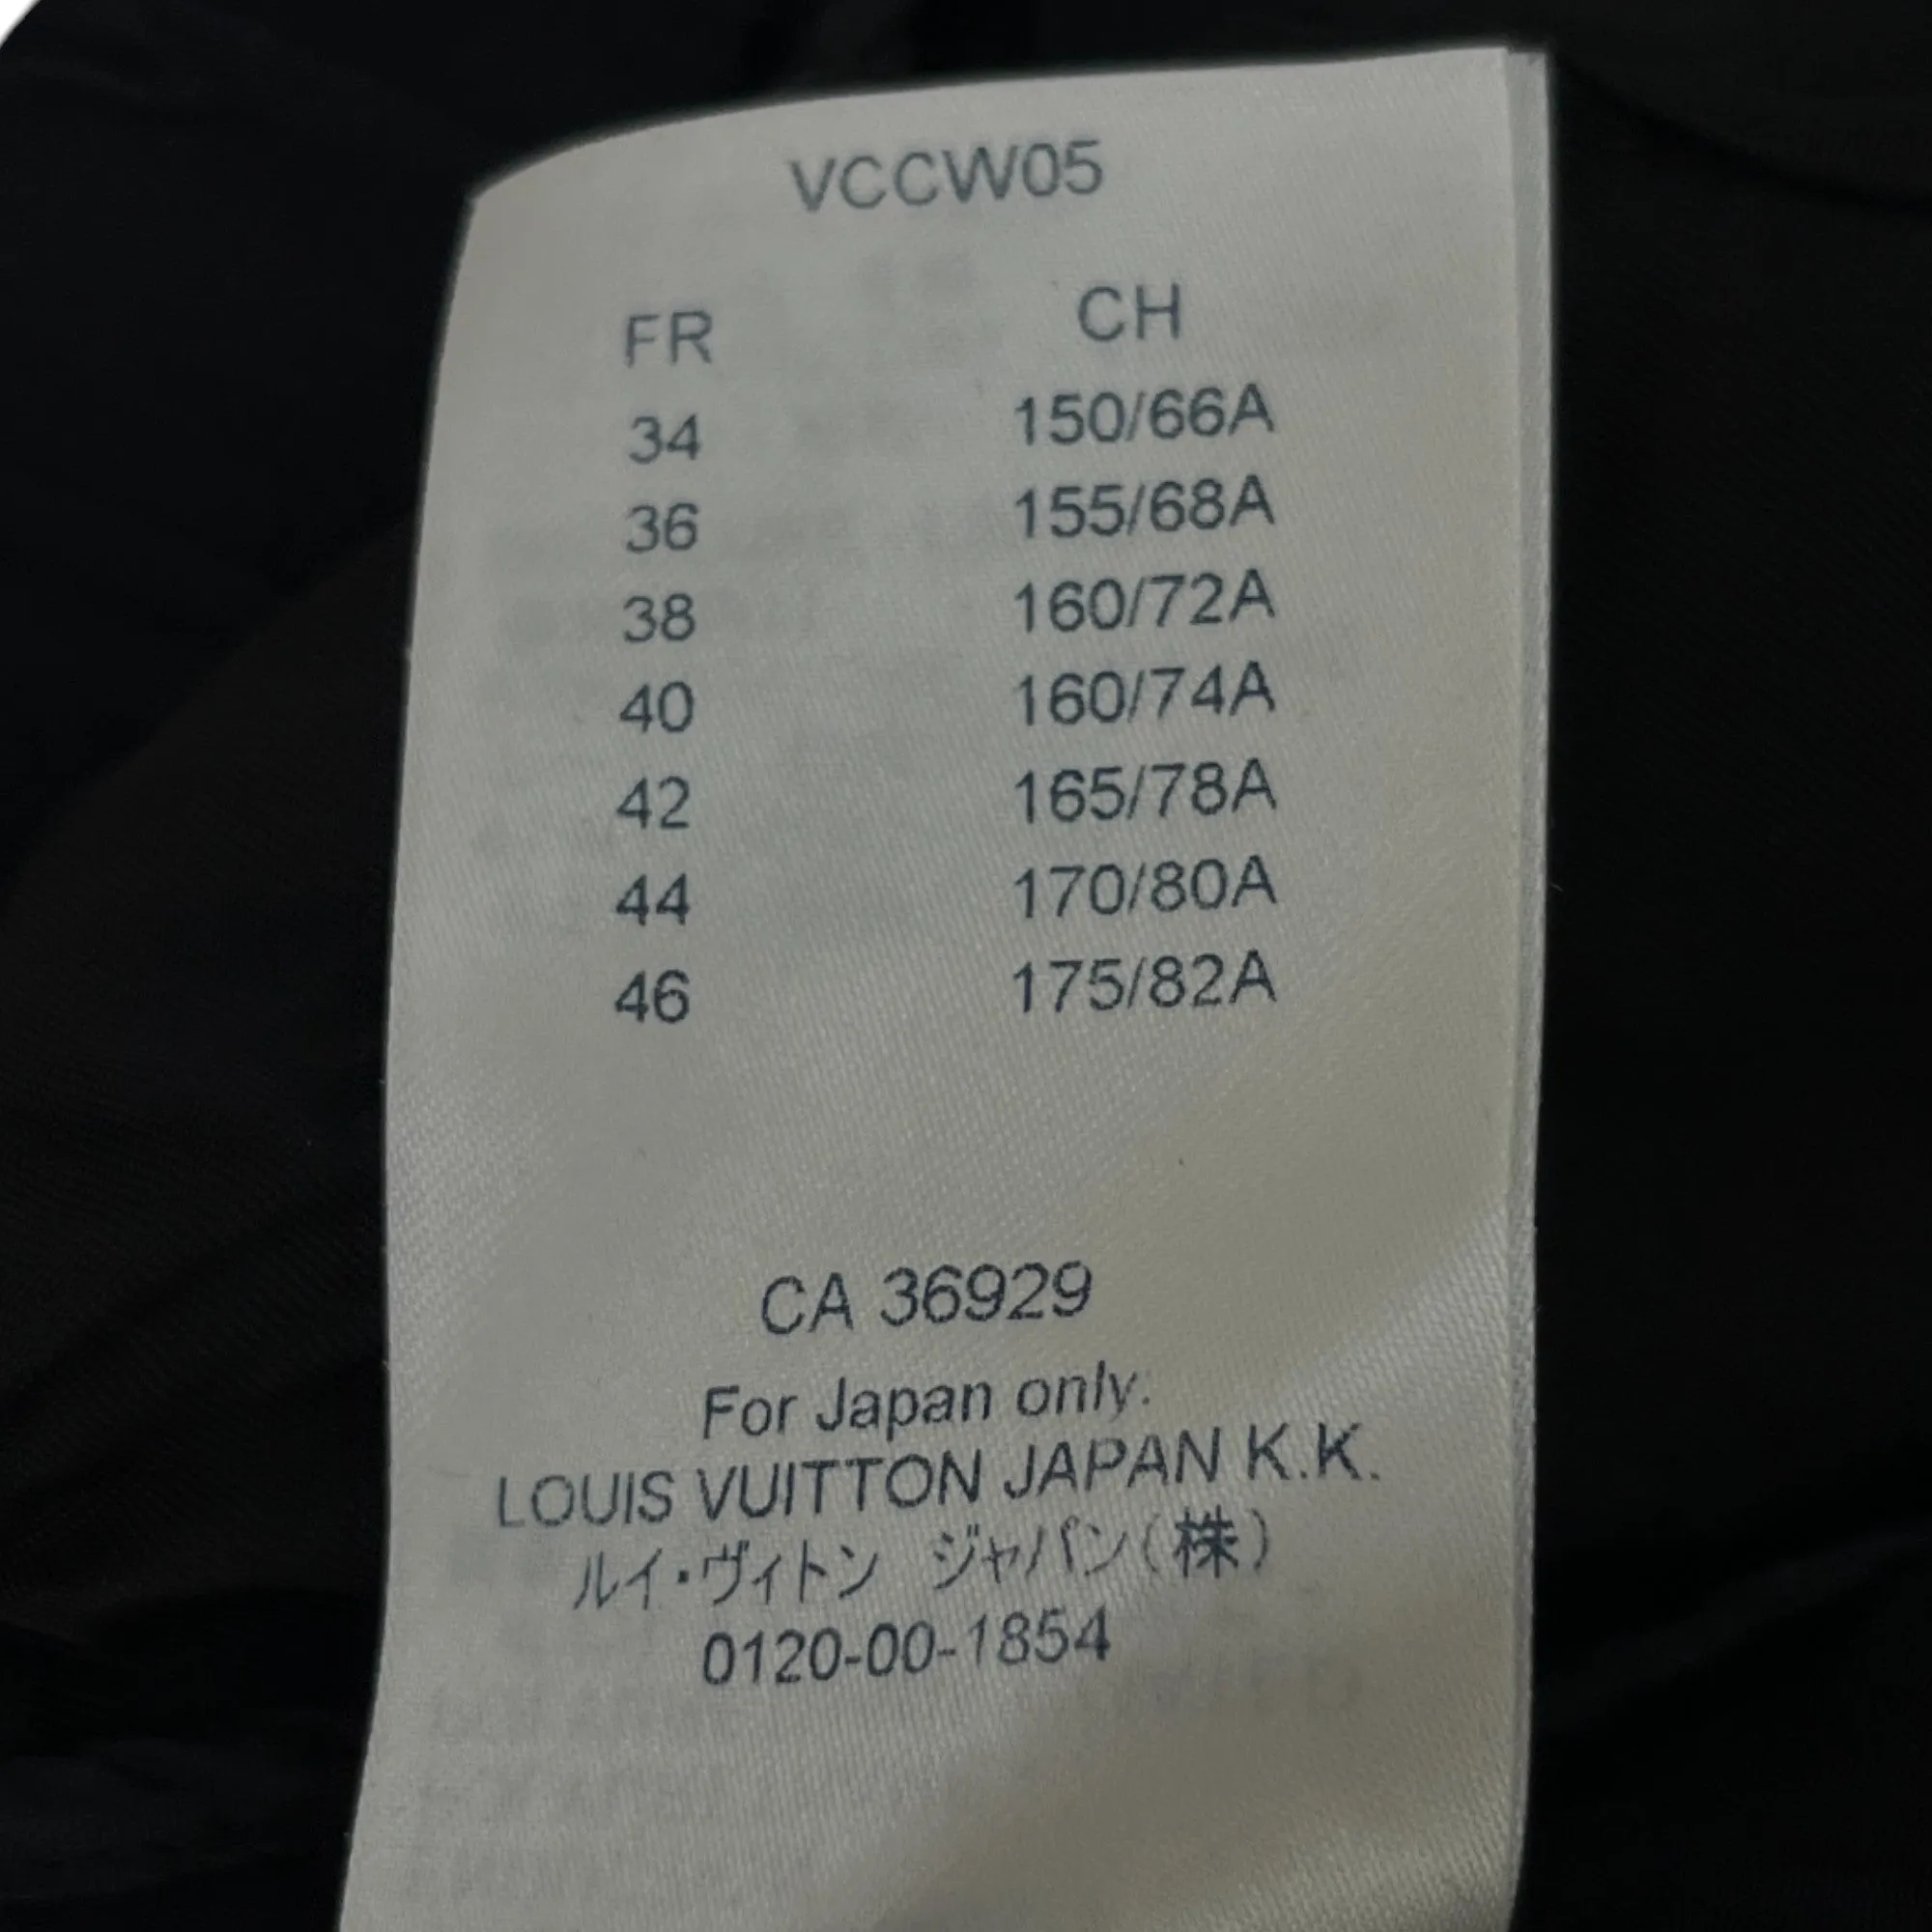 VCCW05
FR CH
34 150/66A
36 155/68A
38 160/72A
40 160/74A
42 165/78A
44 170/80A
46 175/82A
CA 36929
For Japan only:
LOUIS VUITTON JAPAN K.K.
ルイ・ヴィトン ジャパン(株)
0120-00-1854